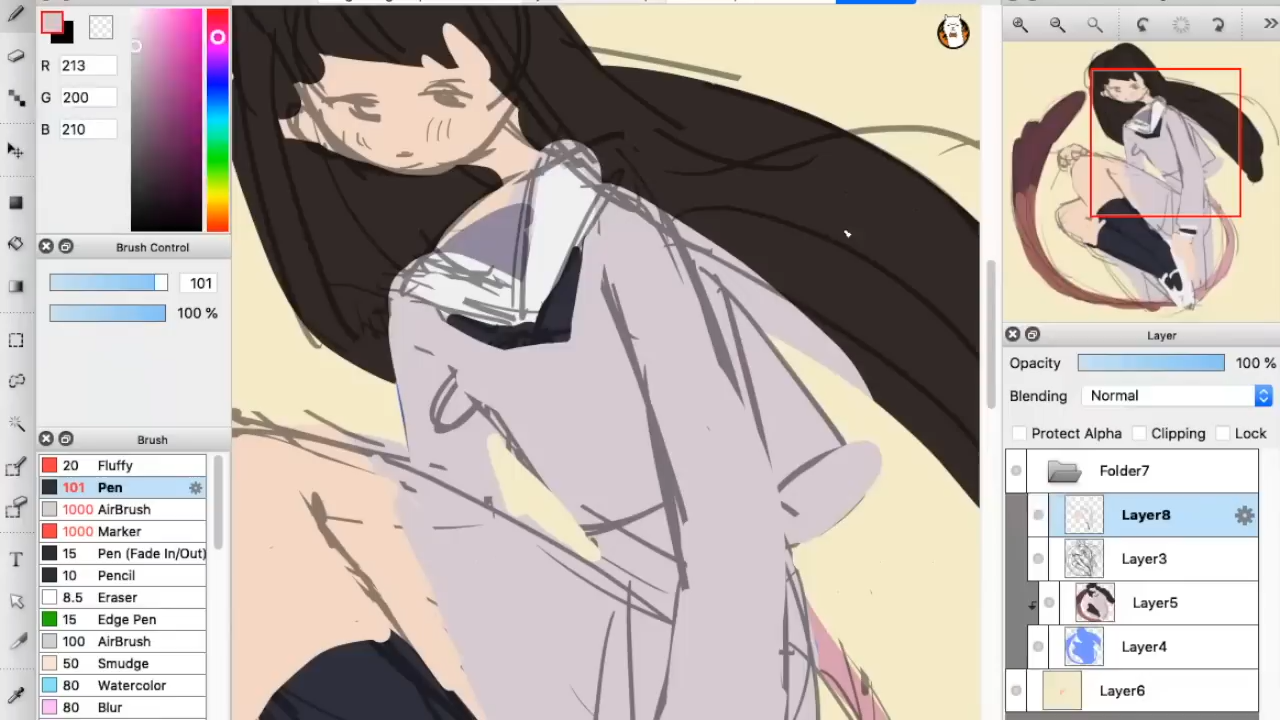 R 213
G 200
B 210
Brush Control
101
100 %
Brush
20 Fluffy
101 Pen
1000 AirBrush
1000 Marker
15 Pen (Fade In/Out)
10 Pencil
8.5 Eraser
15 Edge Pen
100 AirBrush
50 Smudge
80 Watercolor
80 Blur
Layer
Opacity 100 %
Blending Normal
Protect Alpha Clipping Lock
Folder7
Layer8
Layer3
Layer5
Layer4
Layer6